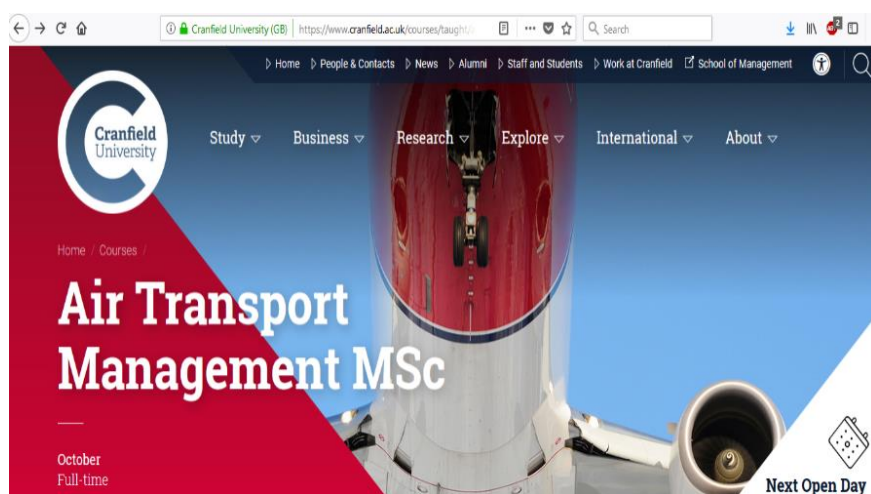 Cranfield University (GB) https://www.cranfield.ac.uk/courses/taught/ Search
Home People & Contacts News Alumni Staff and Students Work at Cranfield School of Management
Cranfield
University
Study Business Research Explore International About
Home / Courses /
Air Transport
Management MSc
October
Full-time
Next Open Day